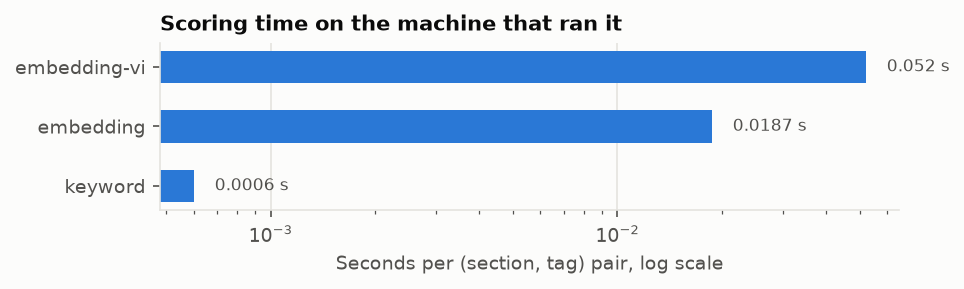 Scoring time on the machine that ran it
embedding-vi
0.052 s
embedding
0.0187 s
keyword
0.0006 s
10⁻³
10⁻²
Seconds per (section, tag) pair, log scale